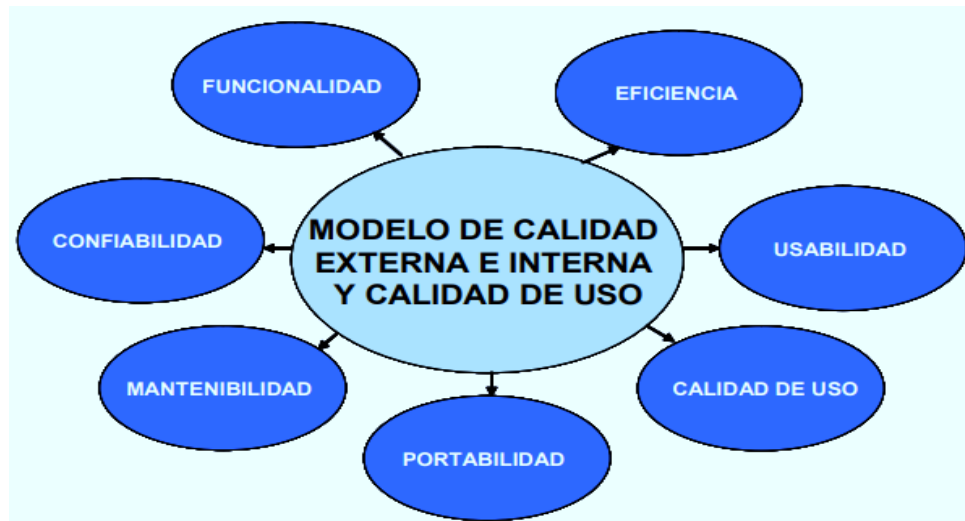 FUNCIONALIDAD
EFICIENCIA
MODELO DE CALIDAD
EXTERNA E INTERNA
Y CALIDAD DE USO
CONFIABILIDAD
USABILIDAD
MANTENIBILIDAD
CALIDAD DE USO
PORTABILIDAD